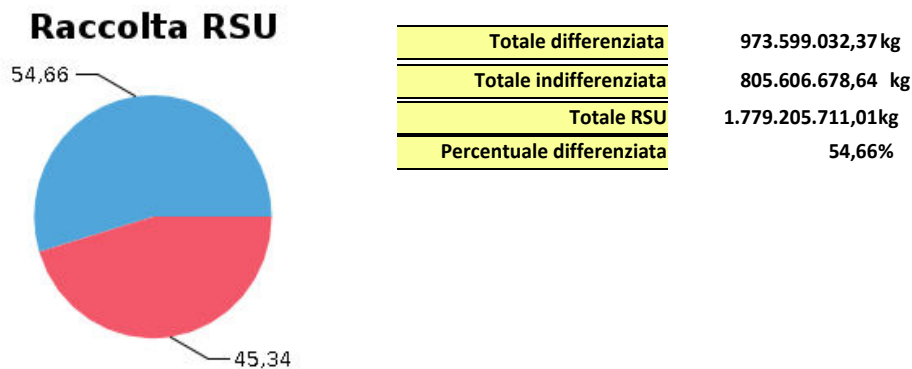 Raccolta RSU
54,66
45,34
Totale differenziata 973.599.032,37 kg
Totale indifferenziata 805.606.678,64 kg
Totale RSU 1.779.205.711,01kg
Percentuale differenziata 54,66%